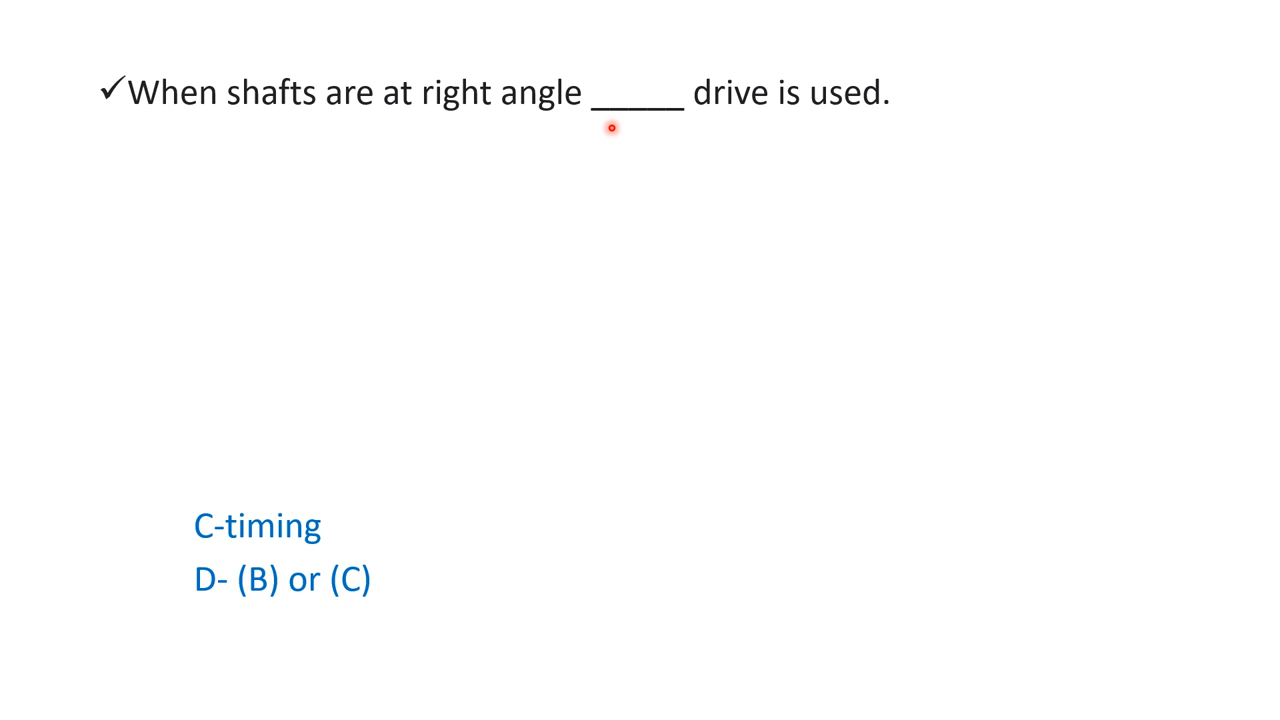 ✓When shafts are at right angle _____ drive is used.
C-timing
D- (B) or (C)